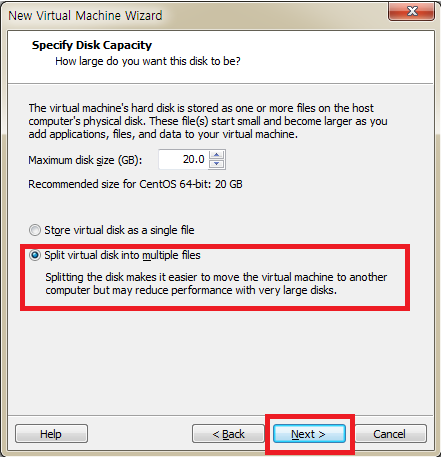 New Virtual Machine Wizard
Specify Disk Capacity
How large do you want this disk to be?
The virtual machine's hard disk is stored as one or more files on the host
computer's physical disk. These file(s) start small and become larger as you
add applications, files, and data to your virtual machine.
Maximum disk size (GB): 20.0
Recommended size for CentOS 64-bit: 20 GB
Store virtual disk as a single file
Split virtual disk into multiple files
Splitting the disk makes it easier to move the virtual machine to another
computer but may reduce performance with very large disks.
Help < Back Next > Cancel